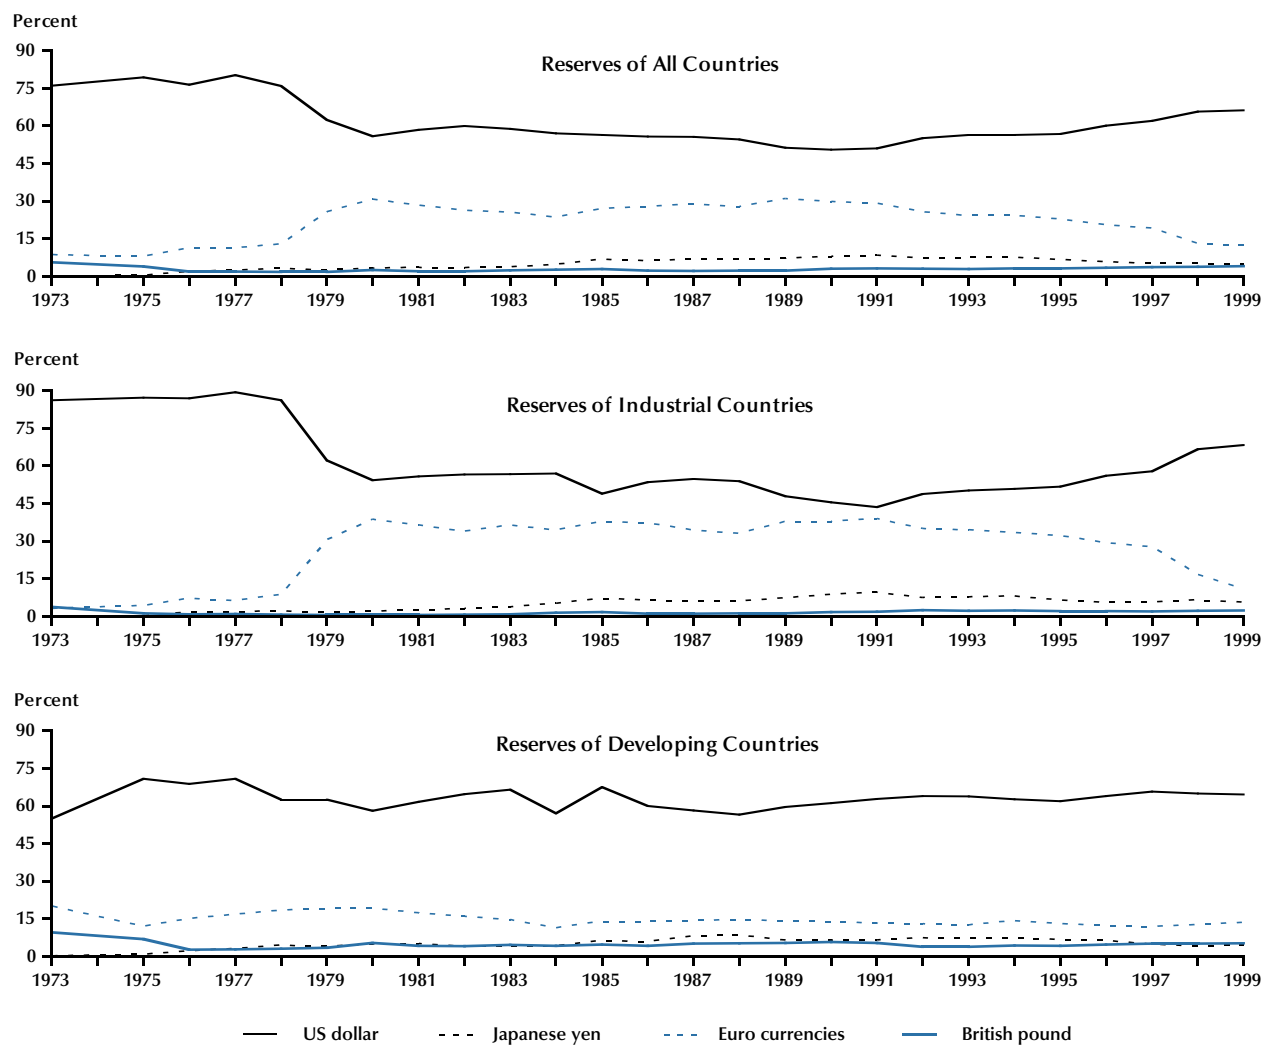 Percent
Reserves of All Countries
90
75
60
45
30
15
0
1973 1975 1977 1979 1981 1983 1985 1987 1989 1991 1993 1995 1997 1999
Percent
Reserves of Industrial Countries
90
75
60
45
30
15
0
1973 1975 1977 1979 1981 1983 1985 1987 1989 1991 1993 1995 1997 1999
Percent
Reserves of Developing Countries
90
75
60
45
30
15
0
1973 1975 1977 1979 1981 1983 1985 1987 1989 1991 1993 1995 1997 1999
US dollar Japanese yen Euro currencies British pound